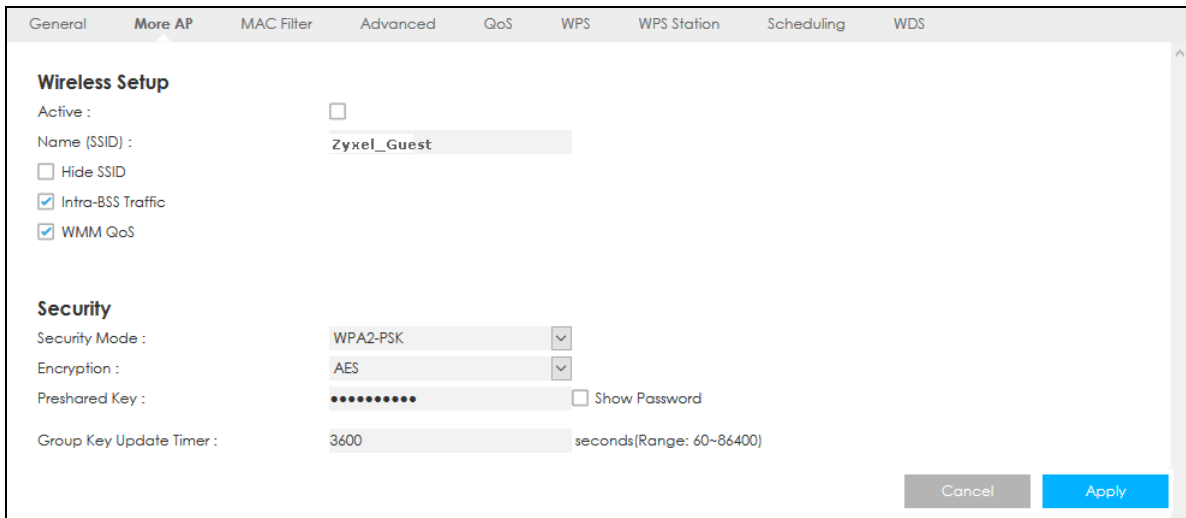 General More AP MAC Filter Advanced QoS WPS WPS Station Scheduling WDS
Wireless Setup
Active :
Name (SSID) : Zyxel_Guest
Hide SSID
Intra-BSS Traffic
WMM QoS
Security
Security Mode : WPA2-PSK
Encryption : AES
Preshared Key : •••••••••• Show Password
Group Key Update Timer : 3600 seconds(Range: 60~86400)
Cancel Apply